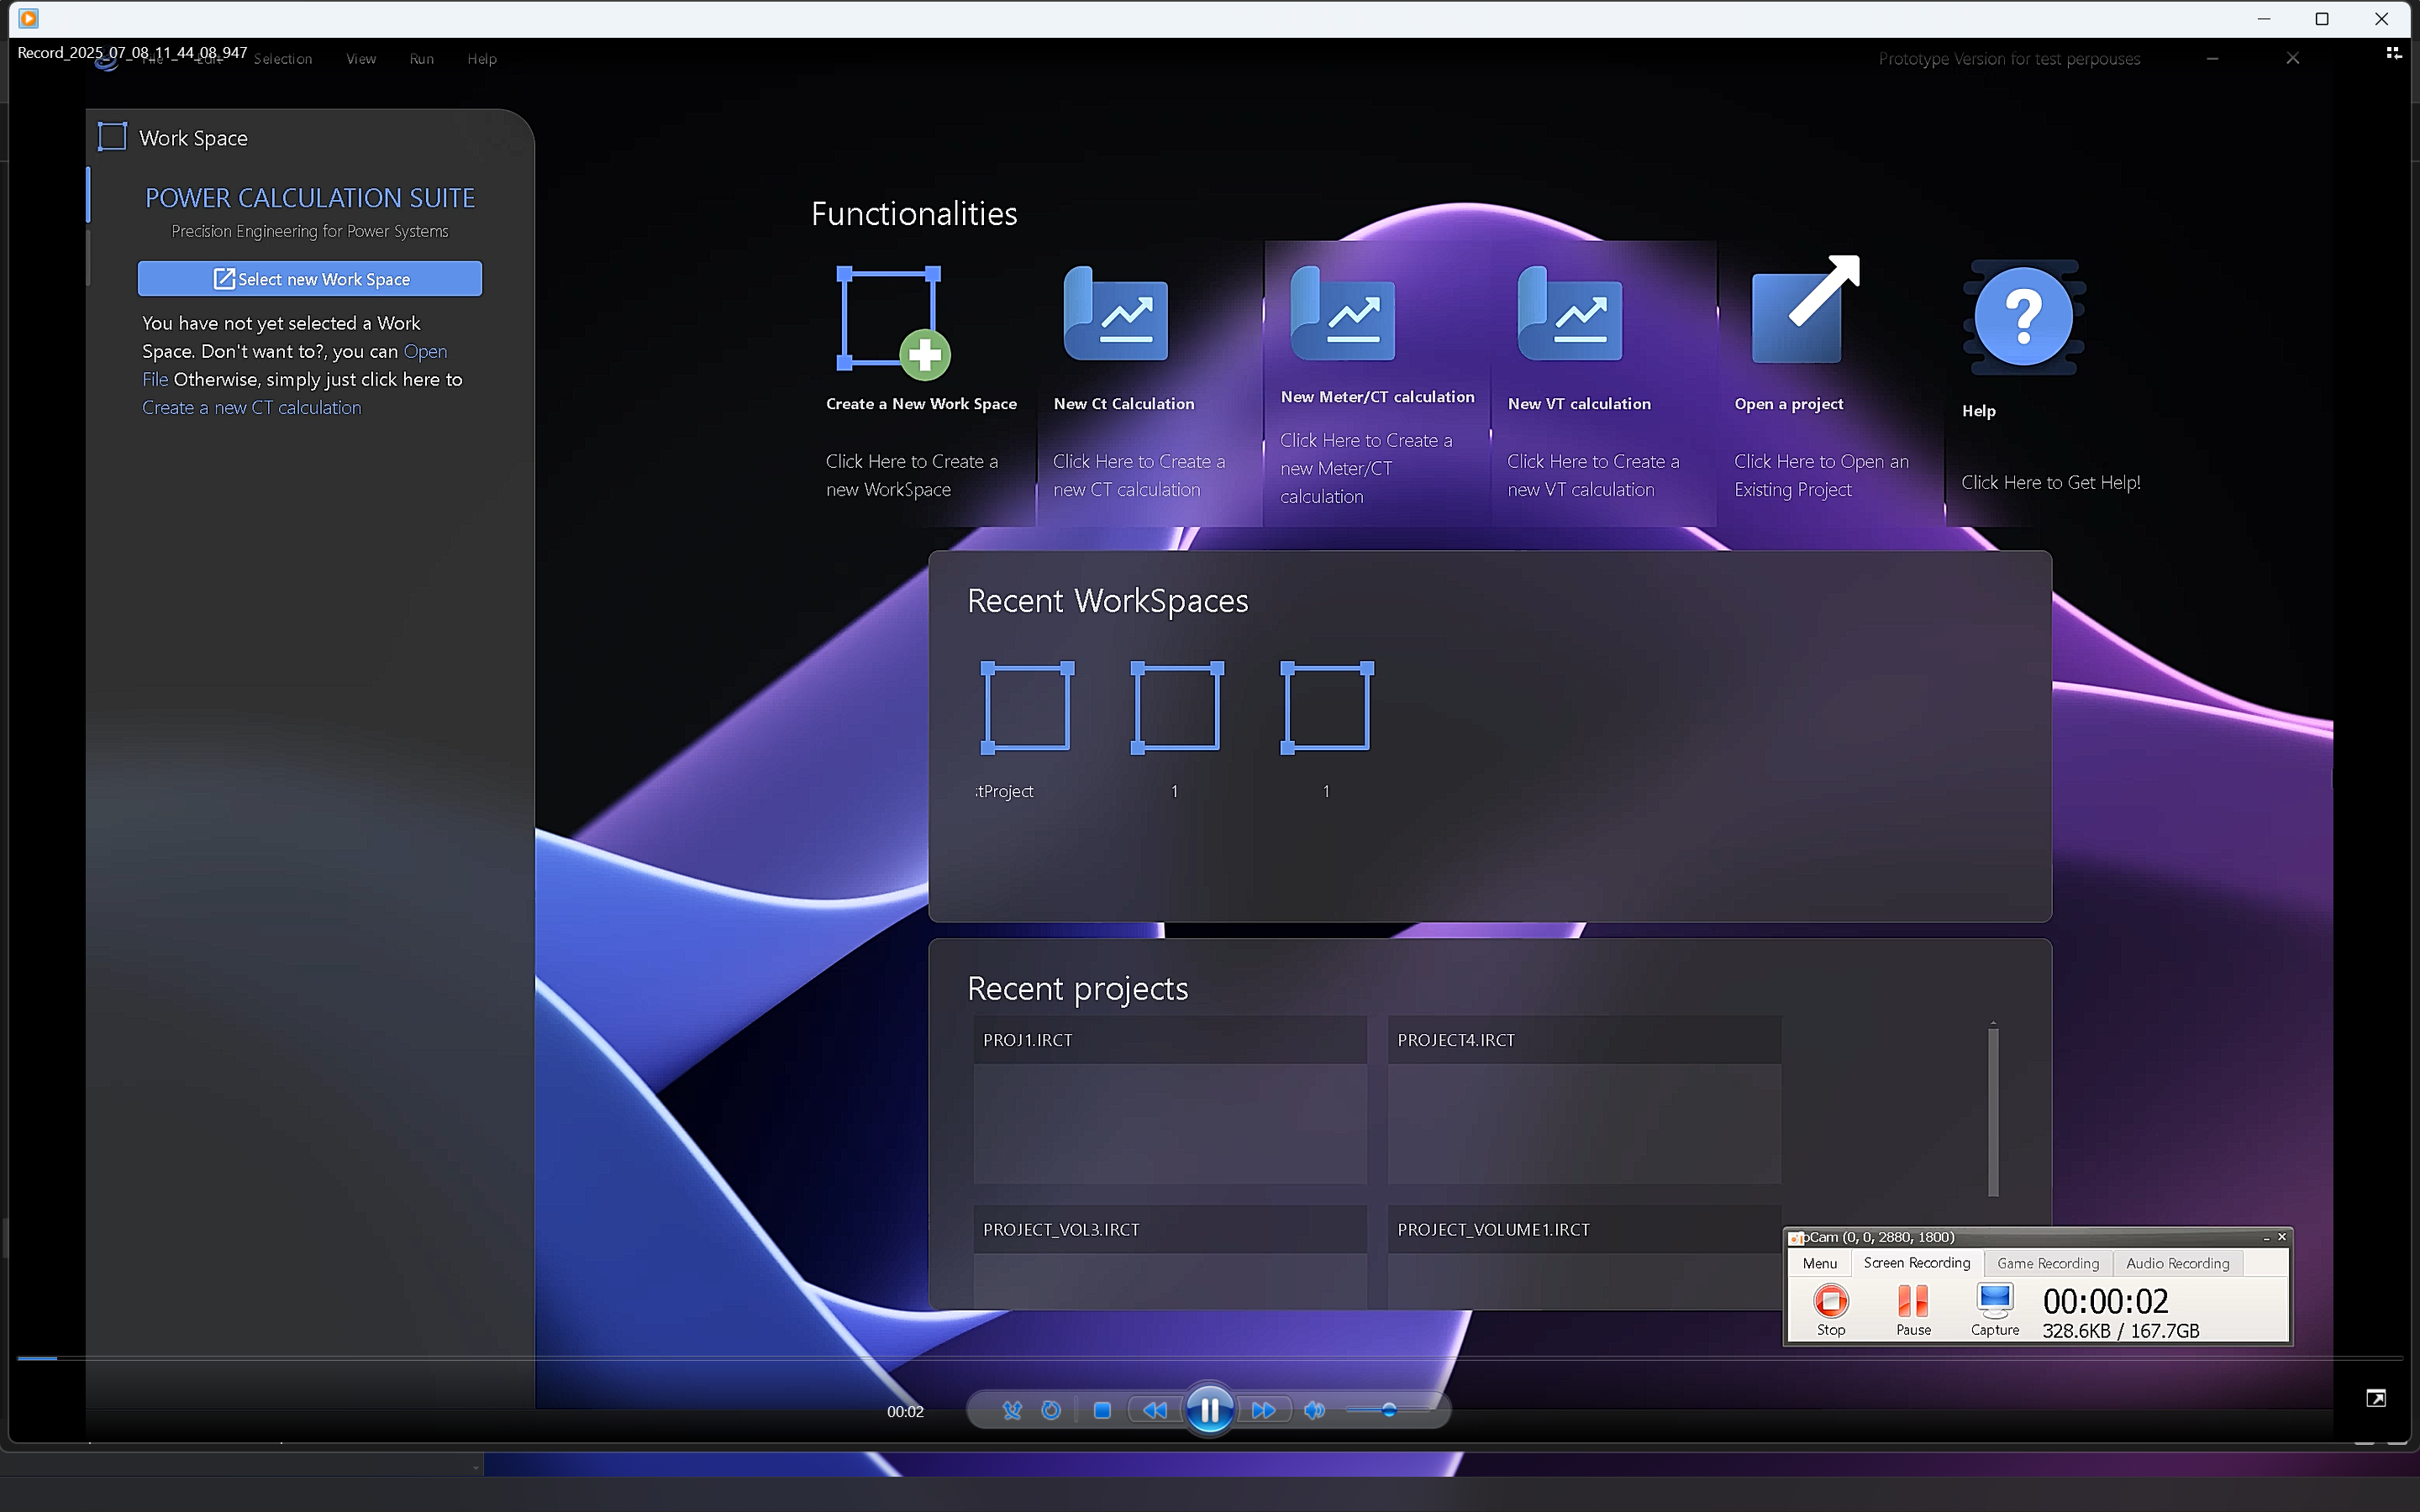 Record_2025_07_08_11_44_08_947
File Edit Selection View Run Help
Prototype Version for test perpouses
Work Space
POWER CALCULATION SUITE
Precision Engineering for Power Systems
Select new Work Space
You have not yet selected a Work
Space. Don't want to?, you can Open
File Otherwise, simply just click here to
Create a new CT calculation
Functionalities
Create a New Work Space
Click Here to Create a
new WorkSpace
New Ct Calculation
Click Here to Create a
new CT calculation
New Meter/CT calculation
Click Here to Create a
new Meter/CT
calculation
New VT calculation
Click Here to Create a
new VT calculation
Open a project
Click Here to Open an
Existing Project
Help
Click Here to Get Help!
Recent WorkSpaces
tProject
1
1
Recent projects
PROJ1.IRCT
PROJECT4.IRCT
PROJECT_VOL3.IRCT
PROJECT_VOLUME1.IRCT
oCam (0, 0, 2880, 1800)
Menu Screen Recording Game Recording Audio Recording
00:00:02
328.6KB / 167.7GB
Stop Pause Capture
00:02